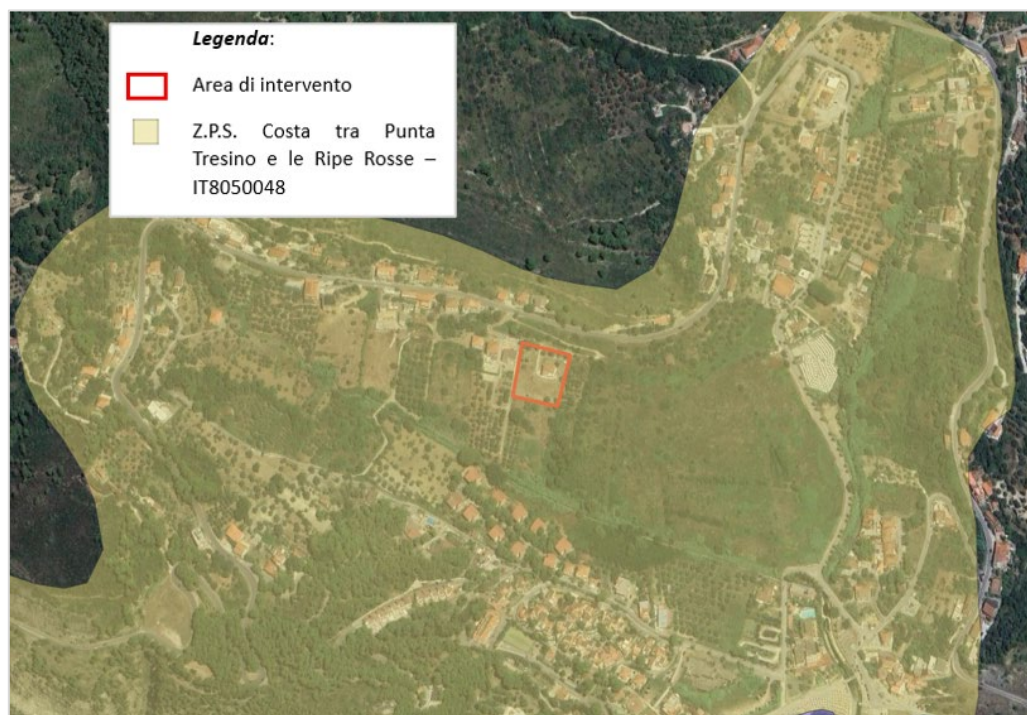 Legenda:
Area di intervento
Z.P.S. Costa tra Punta
Tresino e le Ripe Rosse –
IT8050048